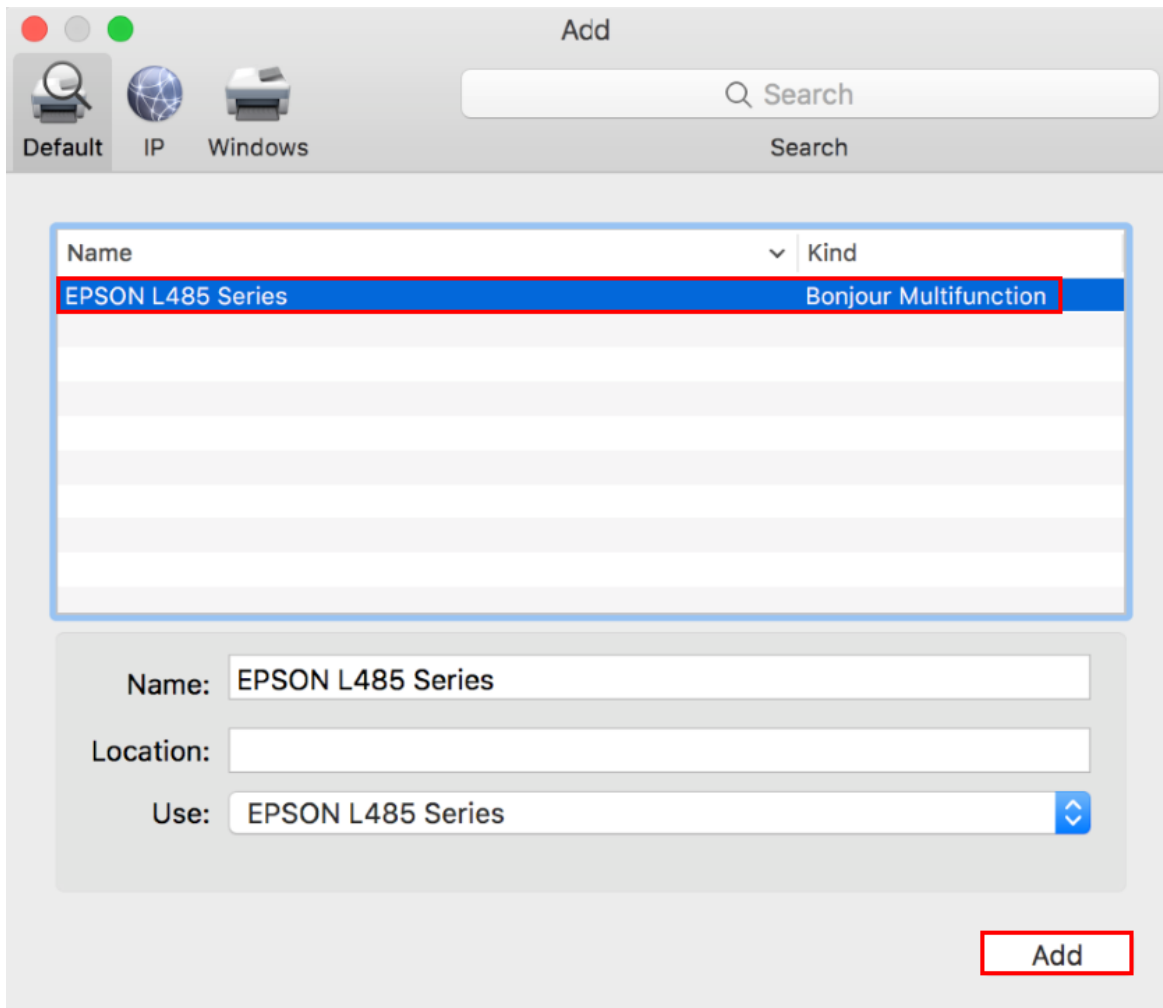 Add
Search
Default IP Windows Search
Name Kind
EPSON L485 Series Bonjour Multifunction
Name: EPSON L485 Series
Location:
Use: EPSON L485 Series
Add